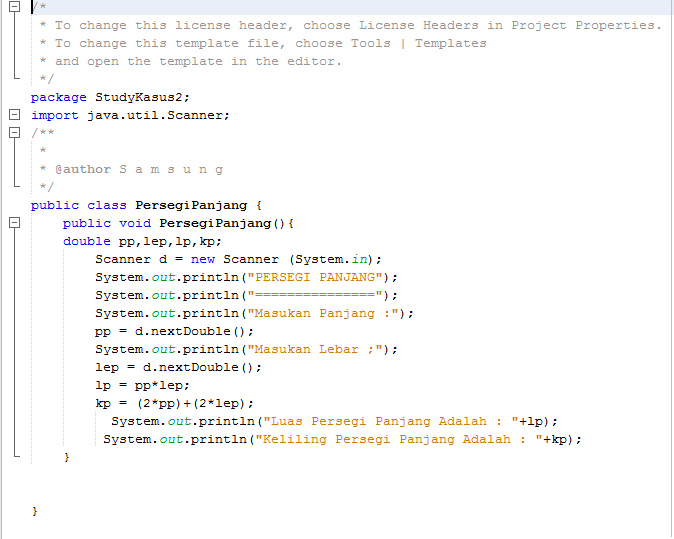 /*
 * To change this license header, choose License Headers in Project Properties.
 * To change this template file, choose Tools | Templates
 * and open the template in the editor.
 */
package StudyKasus2;
import java.util.Scanner;
/**
 *
 * @author S a m s u n g
 */
public class PersegiPanjang {
    public void PersegiPanjang(){
    double pp,lep,lp,kp;
        Scanner d = new Scanner (System.in);
        System.out.println("PERSEGI PANJANG");
        System.out.println("===============");
        System.out.println("Masukan Panjang :");
        pp = d.nextDouble();
        System.out.println("Masukan Lebar ;");
        lep = d.nextDouble();
        lp = pp*lep;
        kp = (2*pp)+(2*lep);
          System.out.println("Luas Persegi Panjang Adalah : "+lp);
         System.out.println("Keliling Persegi Panjang Adalah : "+kp);
    }
}